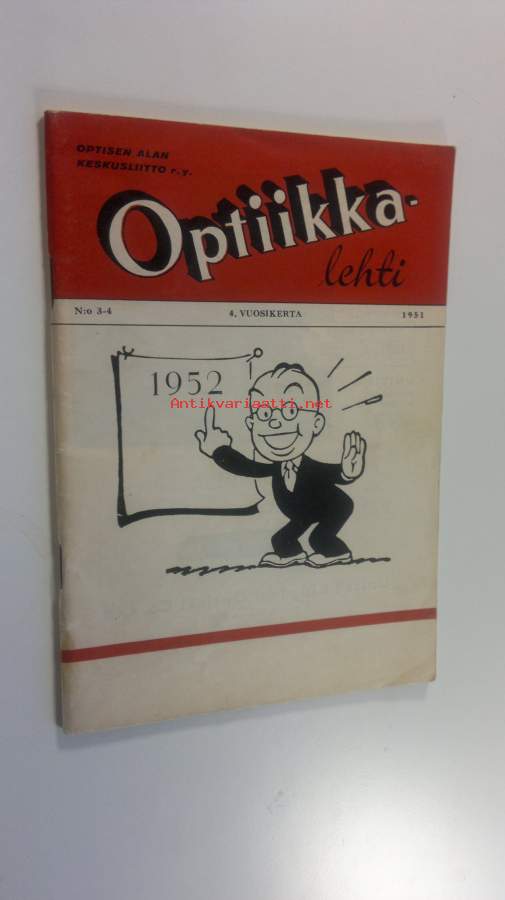 OPTISEN ALAN
KESKUSLIITTO r.y.
Optiikka-
lehti
N:o 3-4 4. VUOSIKERTA 1951
1952
Antikvariaatti.net